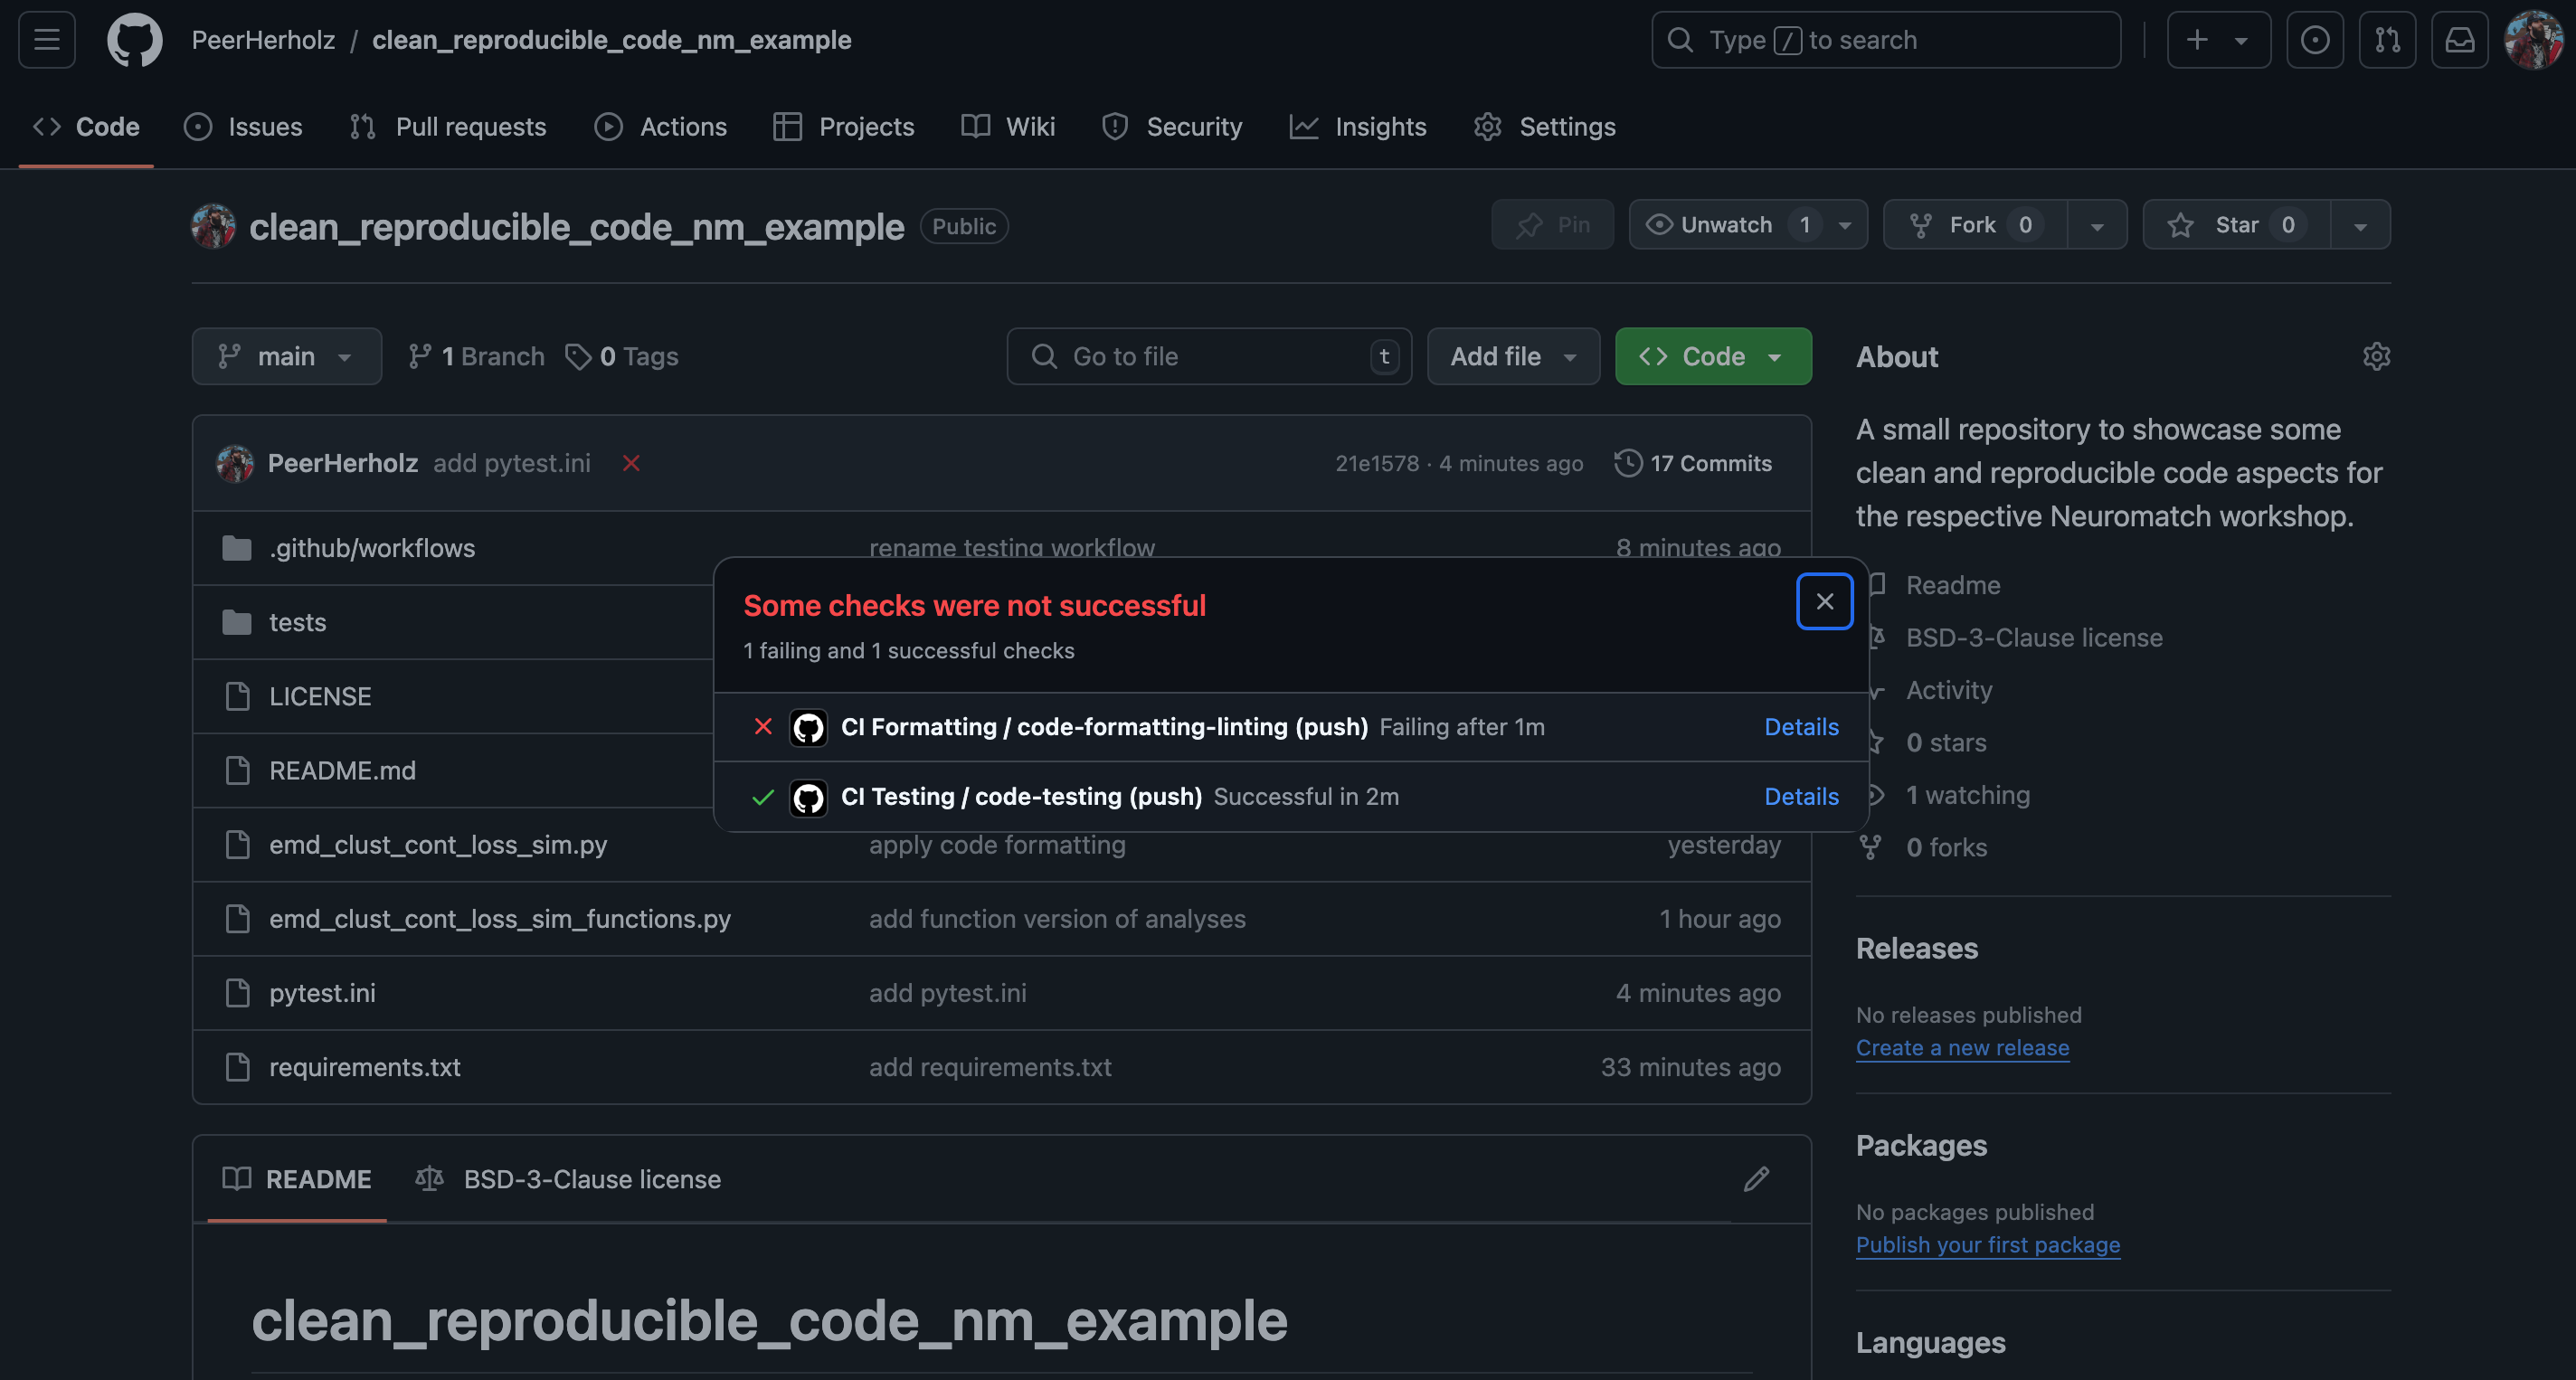 PeerHerholz / clean_reproducible_code_nm_example
Type / to search
Code
Issues
Pull requests
Actions
Projects
Wiki
Security
Insights
Settings
clean_reproducible_code_nm_example Public
Pin
Unwatch 1
Fork 0
Star 0
main
1 Branch
0 Tags
Go to file t
Add file
Code
PeerHerholz add pytest.ini
21e1578 · 4 minutes ago
17 Commits
.github/workflows rename testing workflow 8 minutes ago
tests
LICENSE
README.md
Some checks were not successful
1 failing and 1 successful checks
CI Formatting / code-formatting-linting (push) Failing after 1m Details
CI Testing / code-testing (push) Successful in 2m Details
emd_clust_cont_loss_sim.py apply code formatting yesterday
emd_clust_cont_loss_sim_functions.py add function version of analyses 1 hour ago
pytest.ini add pytest.ini 4 minutes ago
requirements.txt add requirements.txt 33 minutes ago
README
BSD-3-Clause license
clean_reproducible_code_nm_example
About
A small repository to showcase some
clean and reproducible code aspects for
the respective Neuromatch workshop.
Readme
BSD-3-Clause license
Activity
0 stars
1 watching
0 forks
Releases
No releases published
Create a new release
Packages
No packages published
Publish your first package
Languages